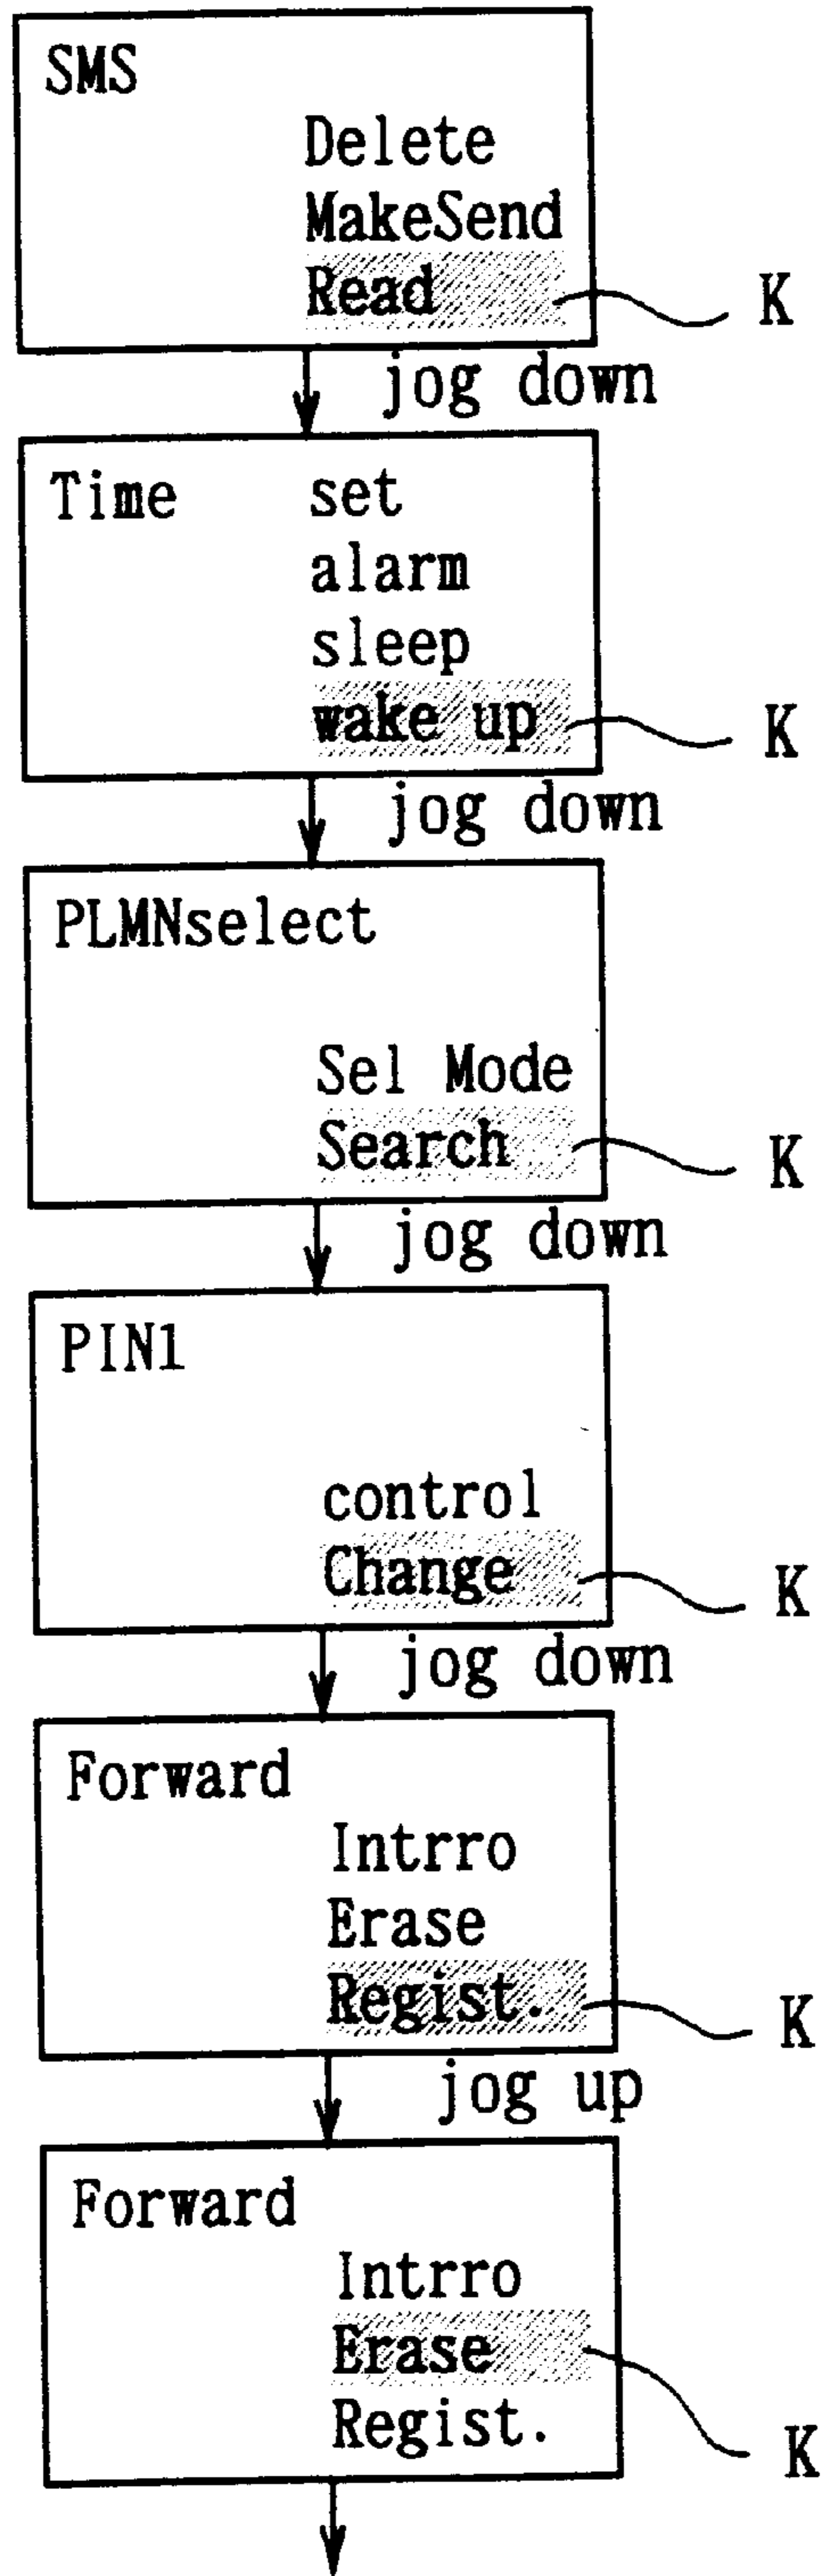 SMS
Delete
MakeSend
Read
K
jog down
Time set
alarm
sleep
wake up
K
jog down
PLMNselect
Sel Mode
Search
K
jog down
PIN1
control
Change
K
jog down
Forward
Intrro
Erase
Regist.
K
jog up
Forward
Intrro
Erase
Regist.
K